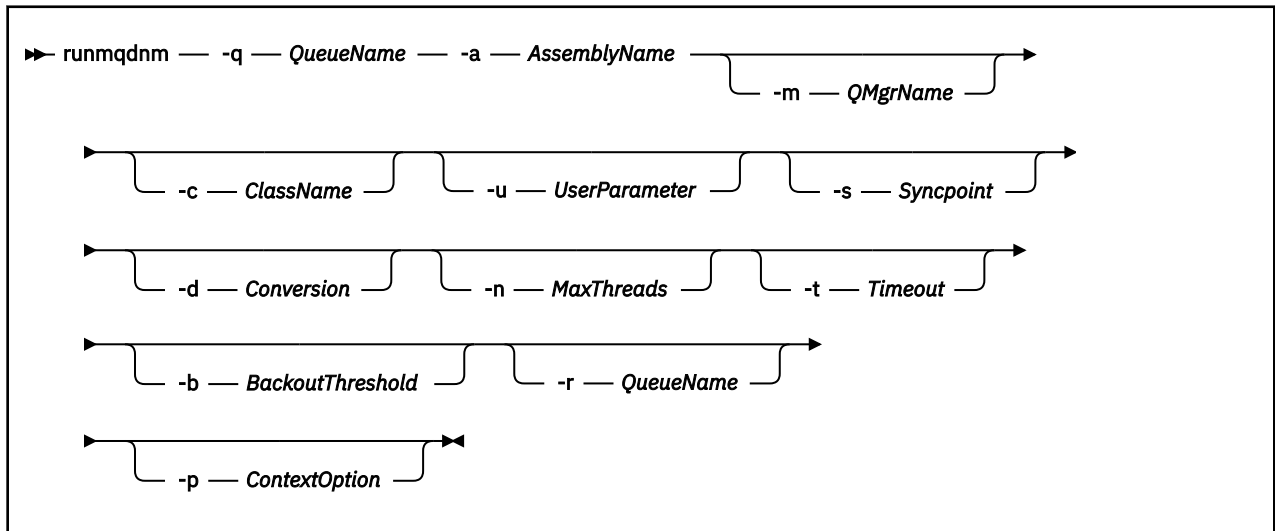 runmqdnm -q QueueName -a AssemblyName
-m QMgrName
-c ClassName -u UserParameter -s Syncpoint
-d Conversion -n MaxThreads -t Timeout
-b BackoutThreshold -r QueueName
-p ContextOption